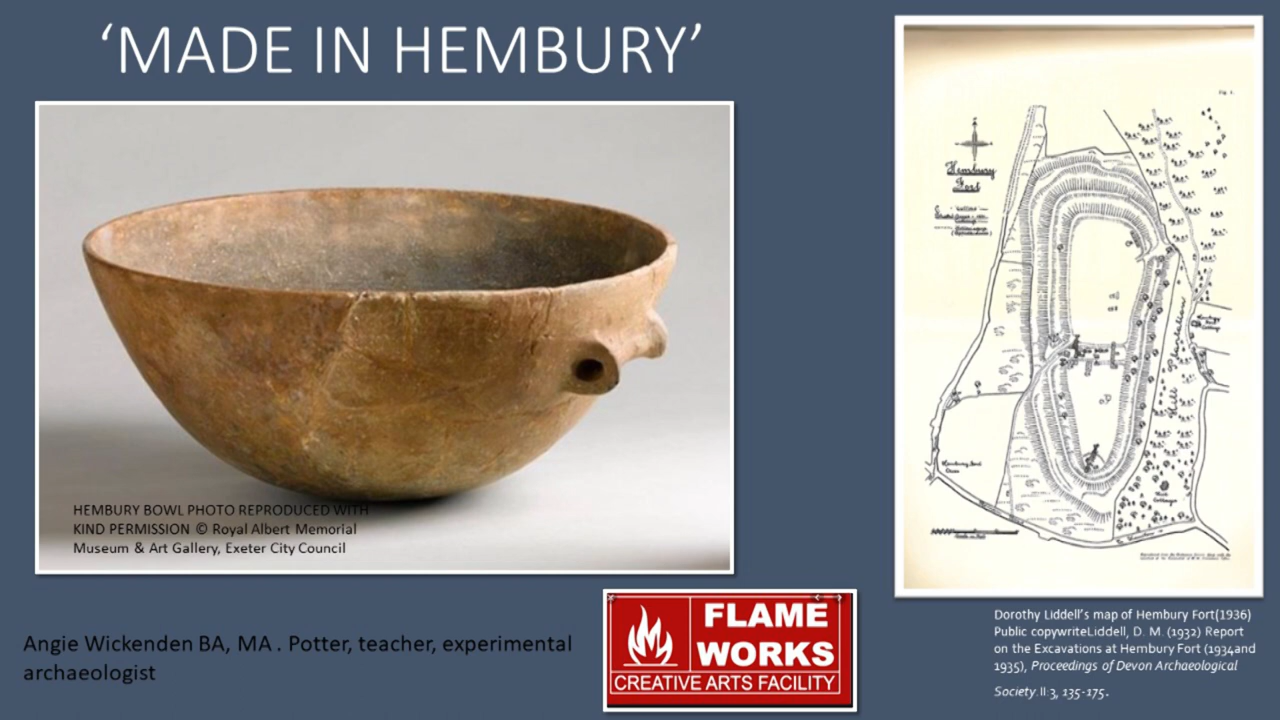 ‘MADE IN HEMBURY’
HEMBURY BOWL PHOTO REPRODUCED WITH
KIND PERMISSION © Royal Albert Memorial
Museum & Art Gallery, Exeter City Council
Angie Wickenden BA, MA . Potter, teacher, experimental
archaeologist
FLAME
WORKS
CREATIVE ARTS FACILITY
Hembury
Fort
Dorothy Liddell’s map of Hembury Fort(1936)
Public copywriteLiddell, D. M. (1932) Report
on the Excavations at Hembury Fort (1934and
1935), Proceedings of Devon Archaeological
Society.II 3, 135-175.